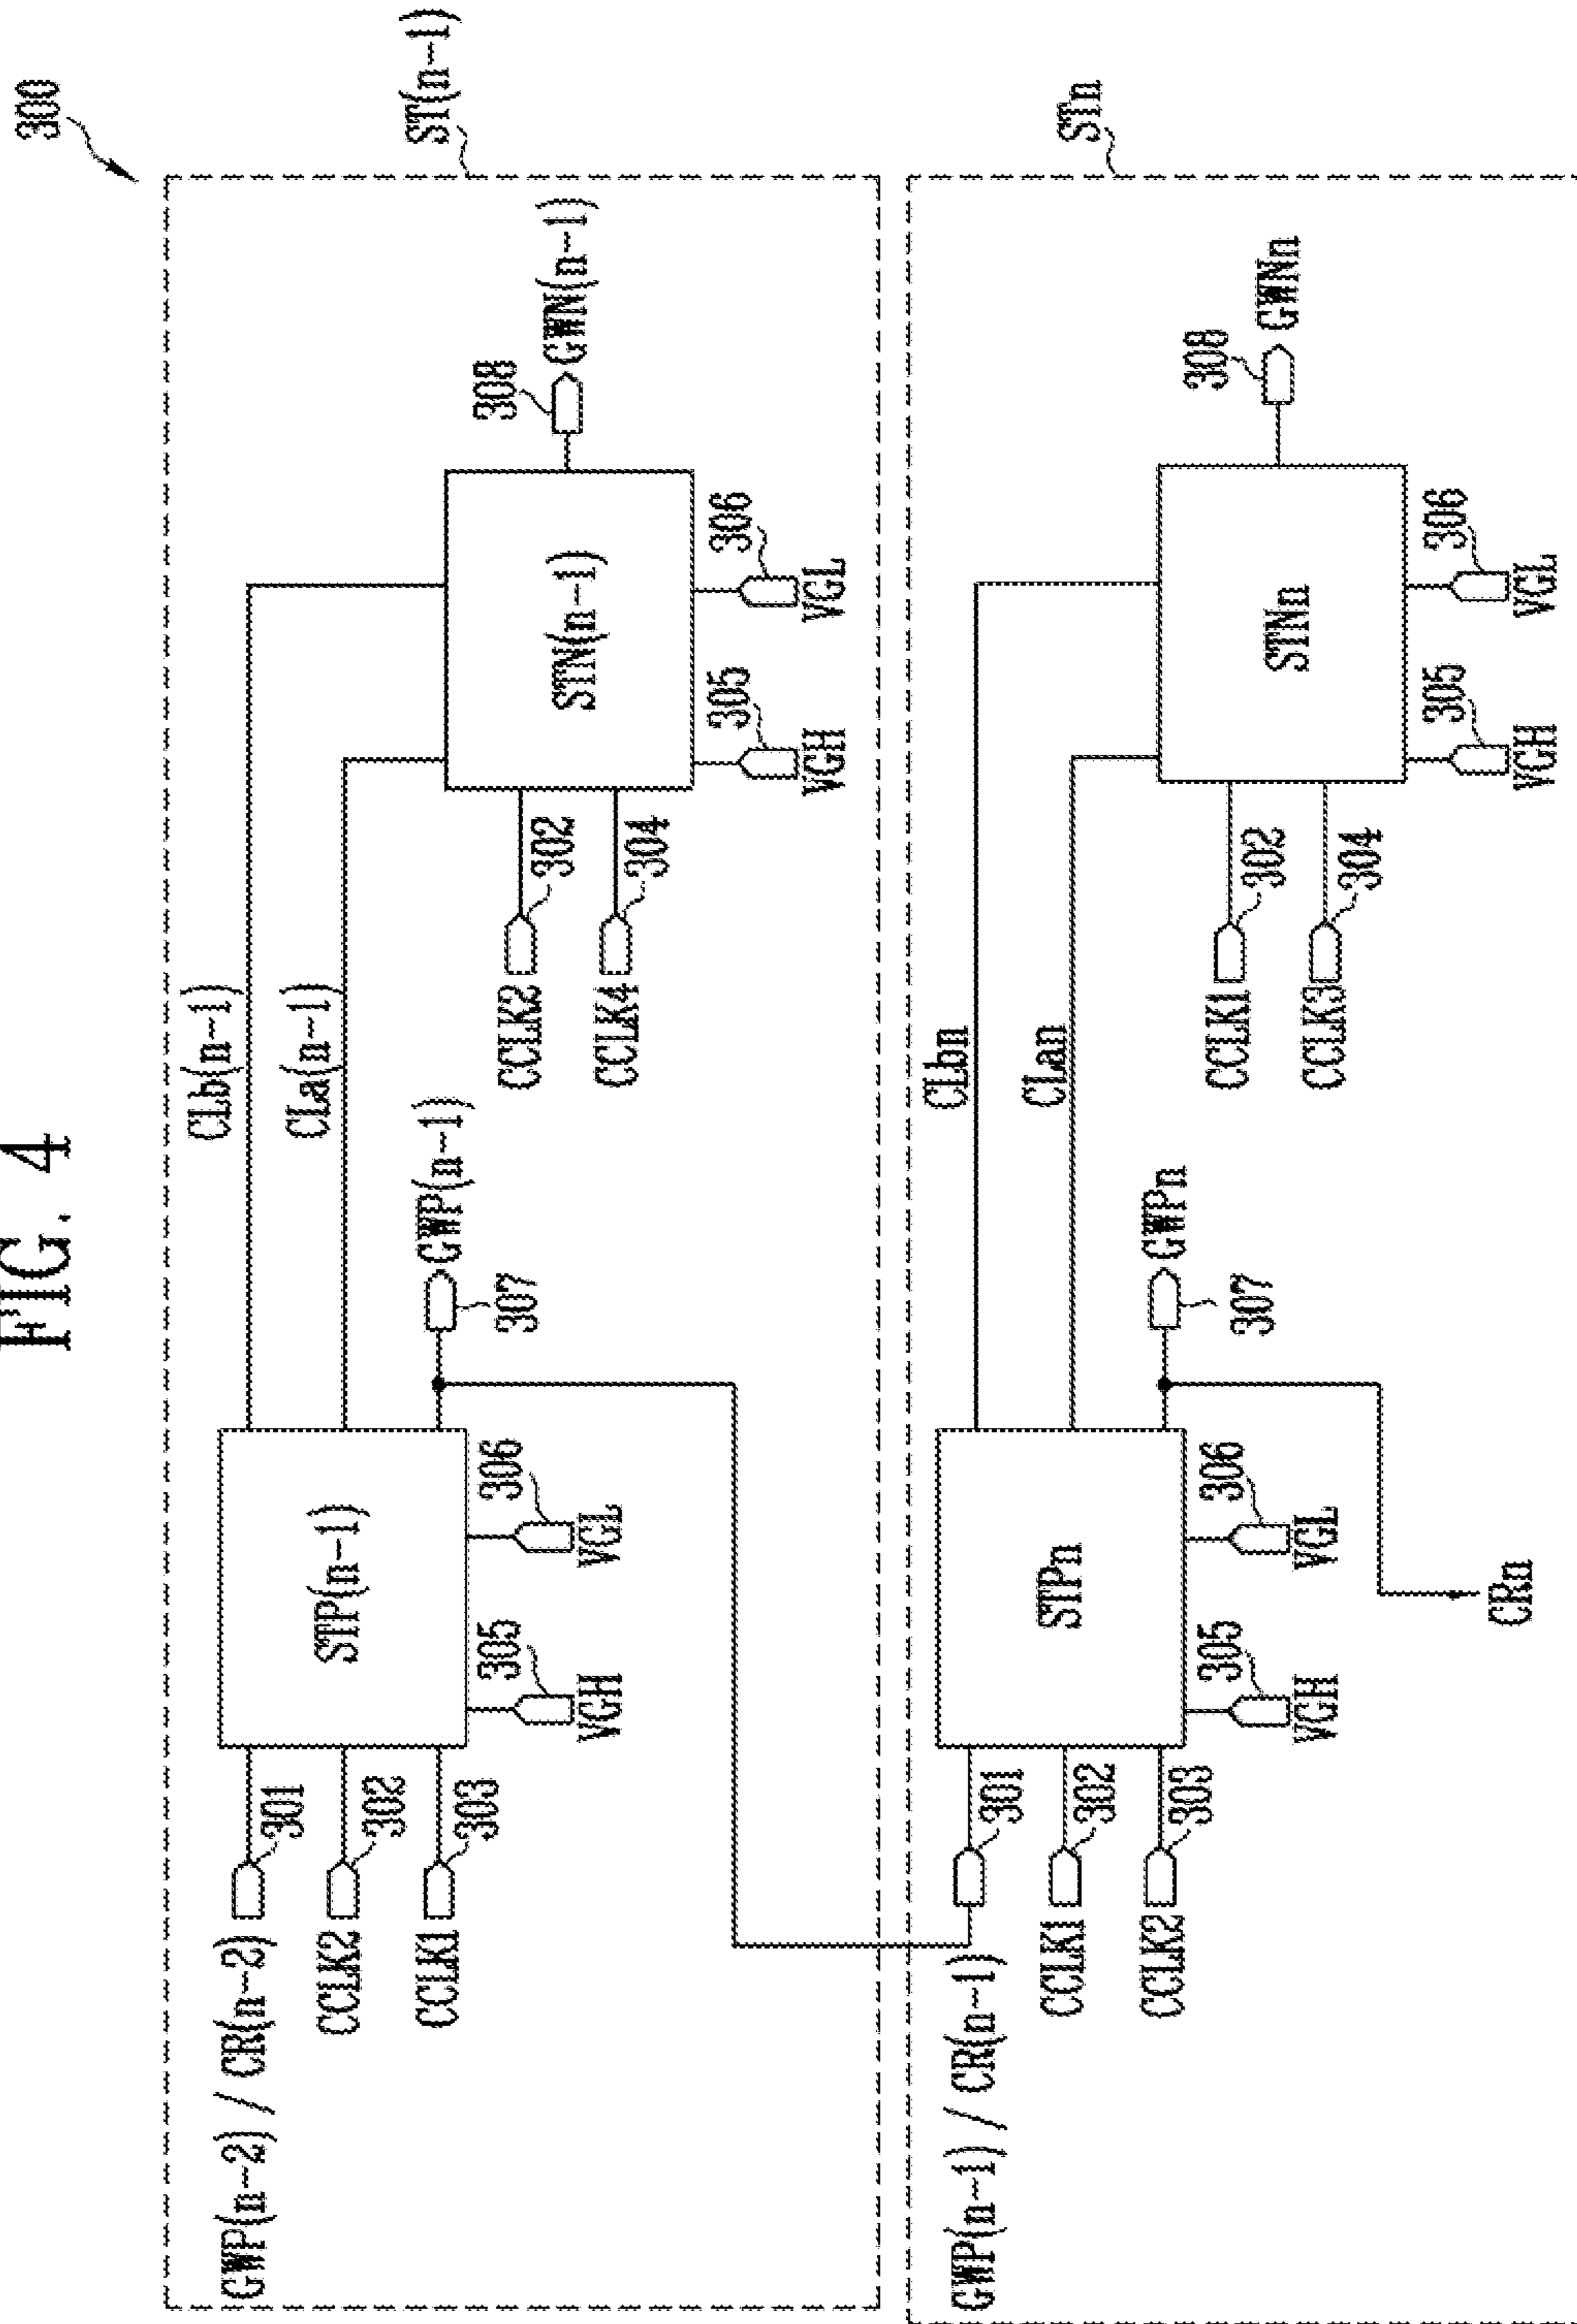 FIG. 4
300
ST(n-1)
CLb(n-1)
CLa(n-1)
GWP(n-2) / CR(n-2)
301
CCLK2
302
CCLK1
303
STP(n-1)
305
VGH
306
VGL
307
GWP(n-1)
CCLK2
302
CCLK4
304
STN(n-1)
305
VGH
306
VGL
308
GWN(n-1)
STn
CLbn
CLan
GWP(n-1) / CR(n-1)
301
CCLK1
302
CCLK2
303
STPn
305
VGH
306
VGL
307
GWPn
CRn
CCLK1
302
CCLK3
304
STNn
305
VGH
306
VGL
308
GWNn